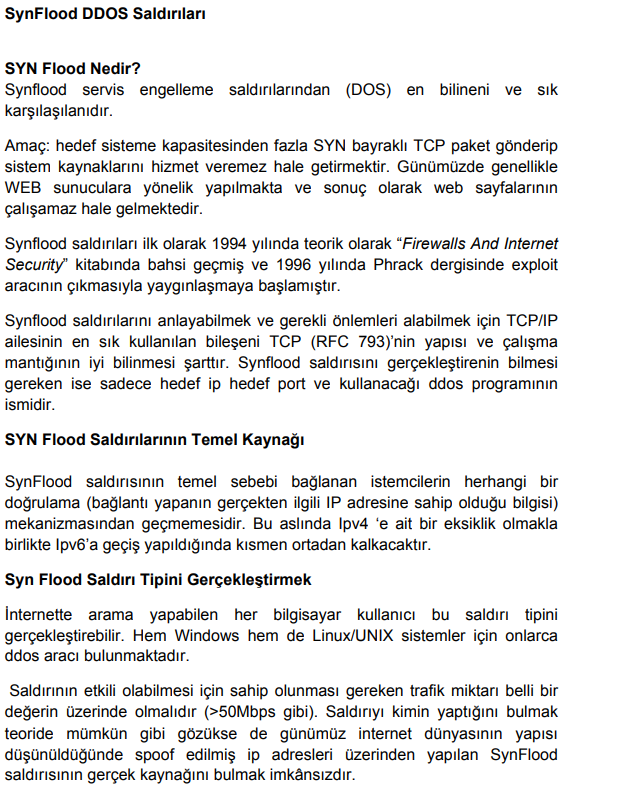 SynFlood DDOS Saldırıları
SYN Flood Nedir?
Synflood servis engelleme saldırılarından (DOS) en bilineni ve sık
karşılaşılanıdır.
Amaç: hedef sisteme kapasitesinden fazla SYN bayraklı TCP paket gönderip
sistem kaynaklarını hizmet veremez hale getirmektir. Günümüzde genellikle
WEB sunuculara yönelik yapılmakta ve sonuç olarak web sayfalarının
çalışamaz hale gelmektedir.
Synflood saldırıları ilk olarak 1994 yılında teorik olarak “Firewalls And Internet
Security” kitabında bahsi geçmiş ve 1996 yılında Phrack dergisinde exploit
aracının çıkmasıyla yaygınlaşmaya başlamıştır.
Synflood saldırılarını anlayabilmek ve gerekli önlemleri alabilmek için TCP/IP
ailesinin en sık kullanılan bileşeni TCP (RFC 793)’nin yapısı ve çalışma
mantığının iyi bilinmesi şarttır. Synflood saldırısını gerçekleştirenin bilmesi
gereken ise sadece hedef ip hedef port ve kullanacağı ddos programının
ismidir.
SYN Flood Saldırılarının Temel Kaynağı
SynFlood saldırısının temel sebebi bağlanan istemcilerin herhangi bir
doğrulama (bağlantı yapanın gerçekten ilgili IP adresine sahip olduğu bilgisi)
mekanizmasından geçmemesidir. Bu aslında Ipv4 ‘e ait bir eksiklik olmakla
birlikte Ipv6’a geçiş yapıldığında kısmen ortadan kalkacaktır.
Syn Flood Saldırı Tipini Gerçekleştirmek
İnternette arama yapabilen her bilgisayar kullanıcı bu saldırı tipini
gerçekleştirebilir. Hem Windows hem de Linux/UNIX sistemler için onlarca
ddos aracı bulunmaktadır.
Saldırının etkili olabilmesi için sahip olunması gereken trafik miktarı belli bir
değerin üzerinde olmalıdır (>50Mbps gibi). Saldırıyı kimin yaptığını bulmak
teoride mümkün gibi gözükse de günümüz internet dünyasının yapısı
düşünüldüğünde spoof edilmiş ip adresleri üzerinden yapılan SynFlood
saldırısının gerçek kaynağını bulmak imkânsızdır.